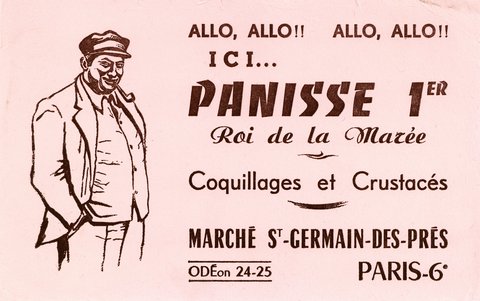 ALLO, ALLO!! ALLO, ALLO!!
ICI...
PANISSE 1ER
Roi de la Marée
Coquillages et Crustacés
MARCHÉ ST-GERMAIN-DES-PRÉS
ODÉon 24-25 PARIS-6e